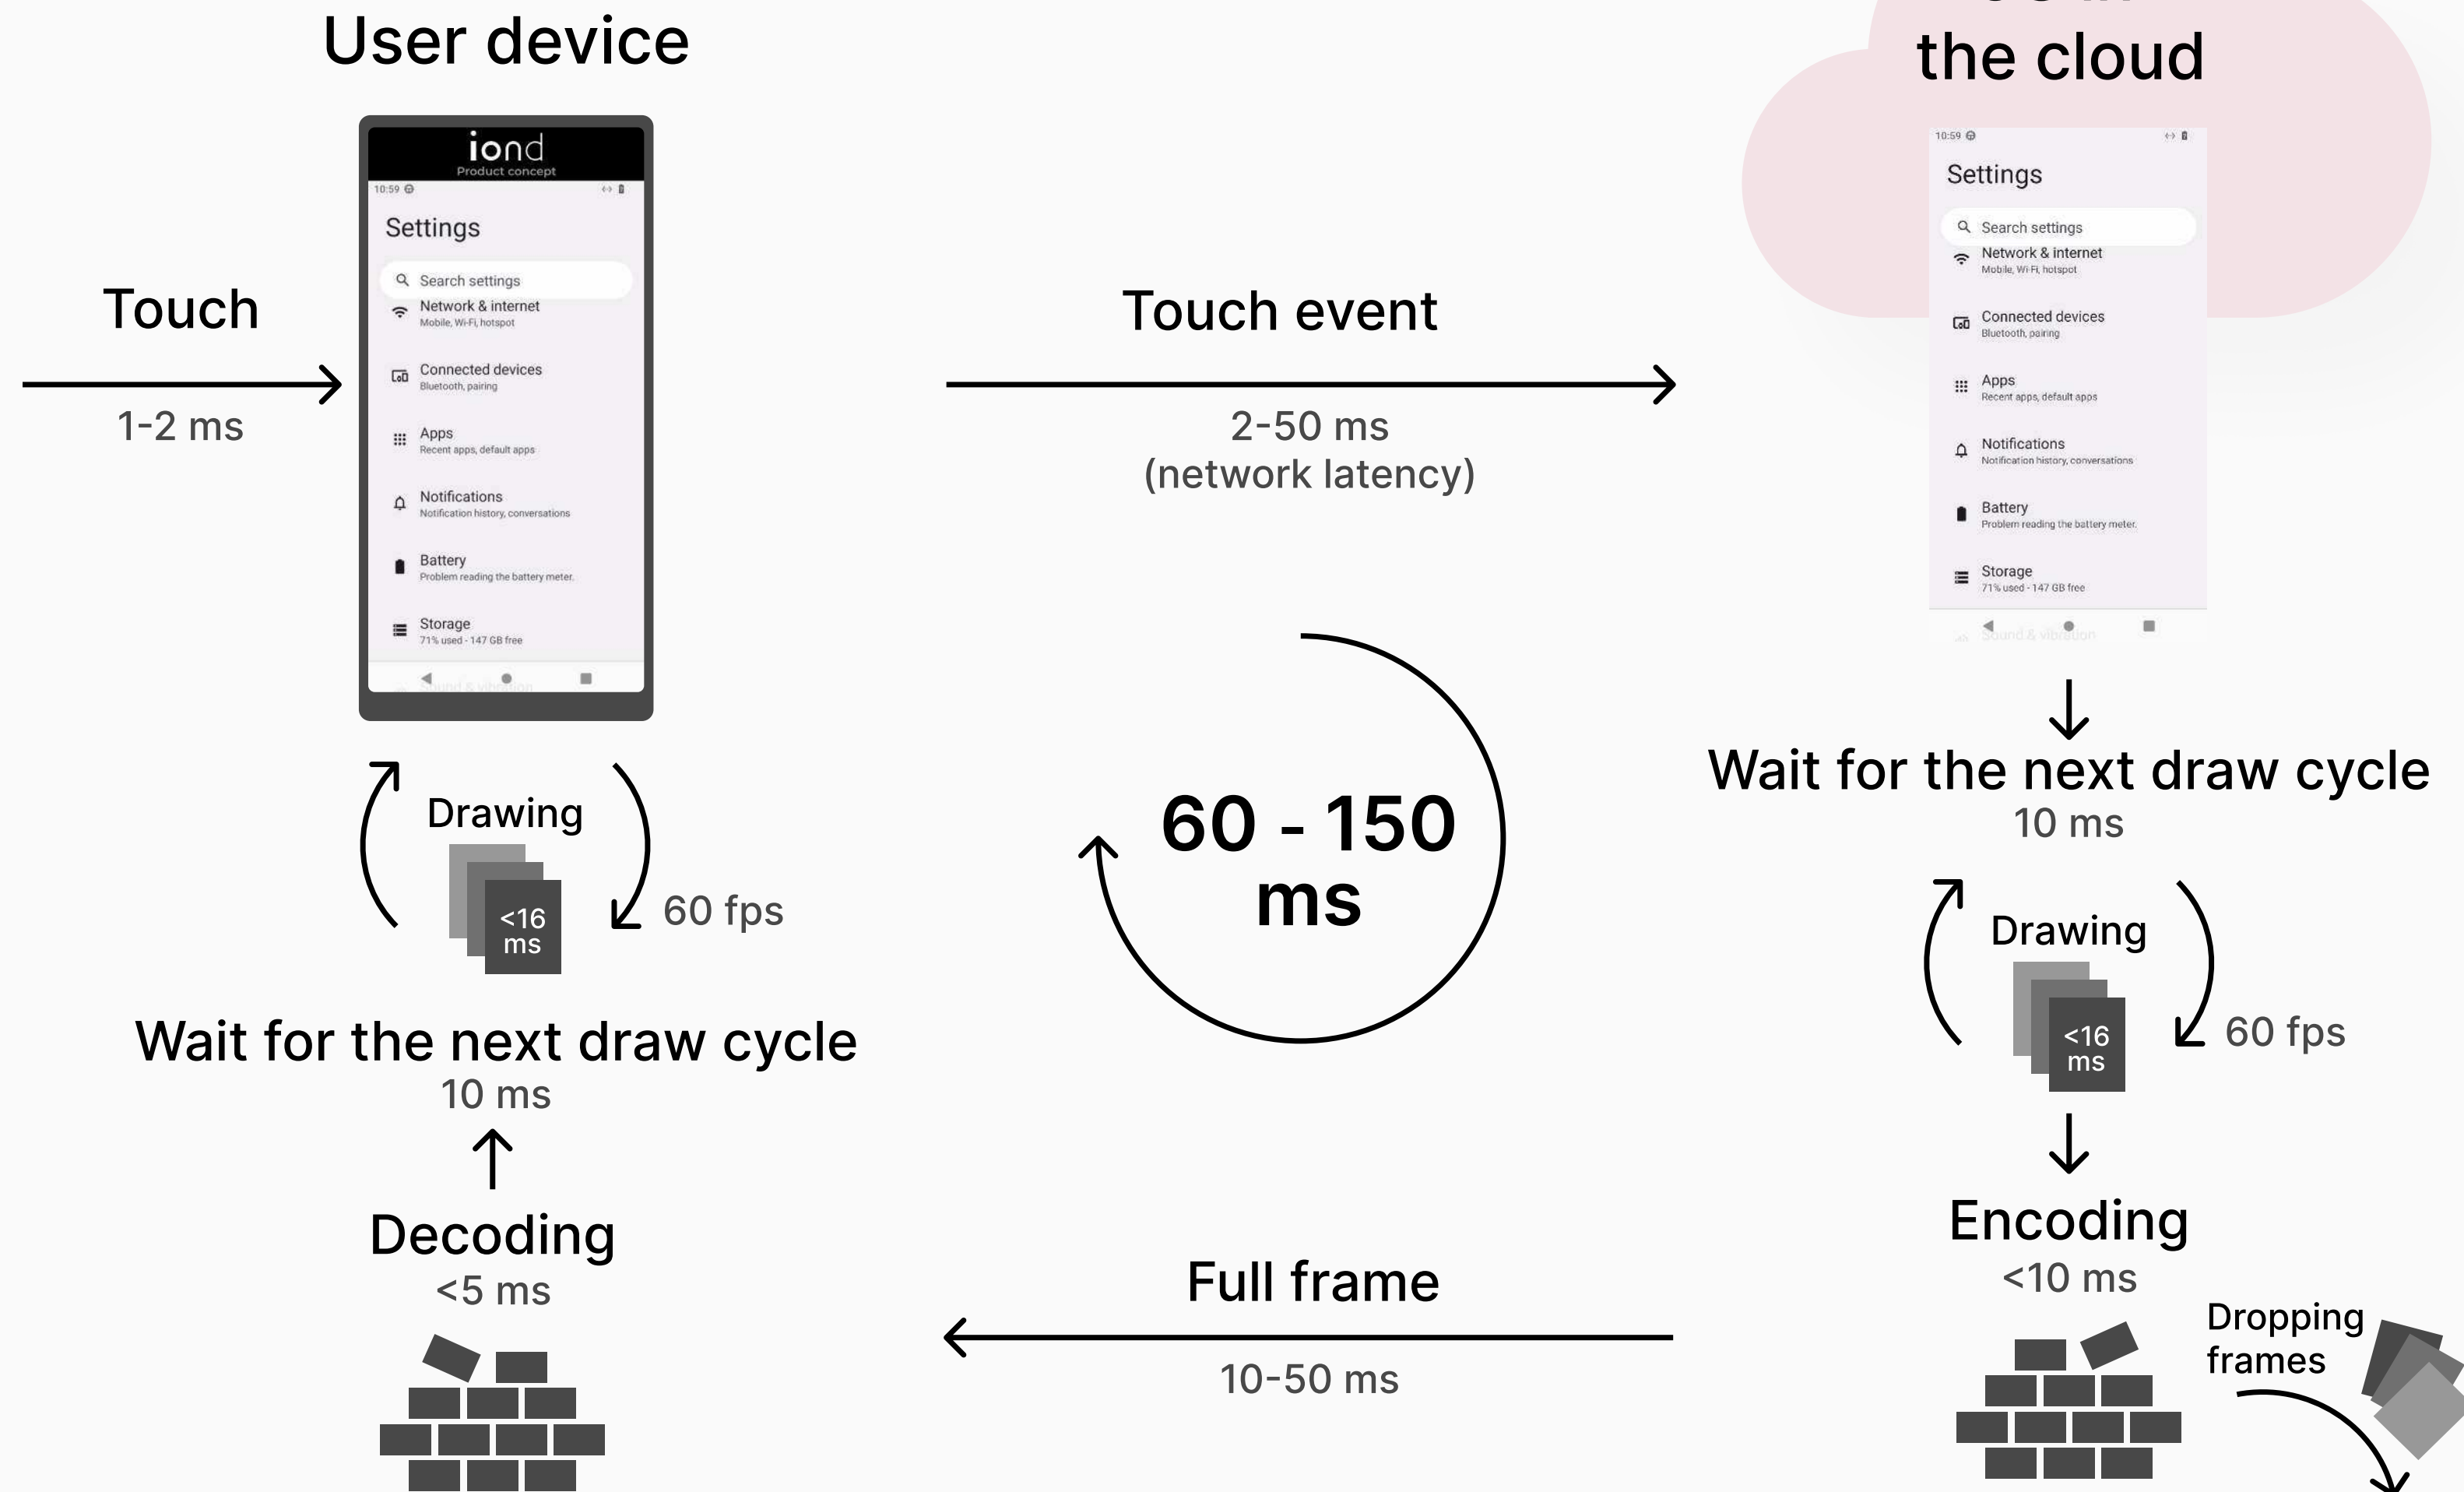 User device
the cloud
iond
Product concept
10:59
Settings
Search settings
Network & internet
Mobile, Wi-Fi, hotspot
Connected devices
Bluetooth, pairing
Apps
Recent apps, default apps
Notifications
Notification history, conversations
Battery
Problem reading the battery meter.
Storage
71% used - 147 GB free
Sound & vibration
Touch
1-2 ms
Touch event
2-50 ms
(network latency)
10:59
Settings
Search settings
Network & internet
Mobile, Wi-Fi, hotspot
Connected devices
Bluetooth, pairing
Apps
Recent apps, default apps
Notifications
Notification history, conversations
Battery
Problem reading the battery meter.
Storage
71% used - 147 GB free
Sound & vibration
Wait for the next draw cycle
10 ms
Drawing
<16
ms
60 fps
Encoding
<10 ms
Dropping
frames
Full frame
10-50 ms
Decoding
<5 ms
Wait for the next draw cycle
10 ms
Drawing
<16
ms
60 fps
60 - 150
ms